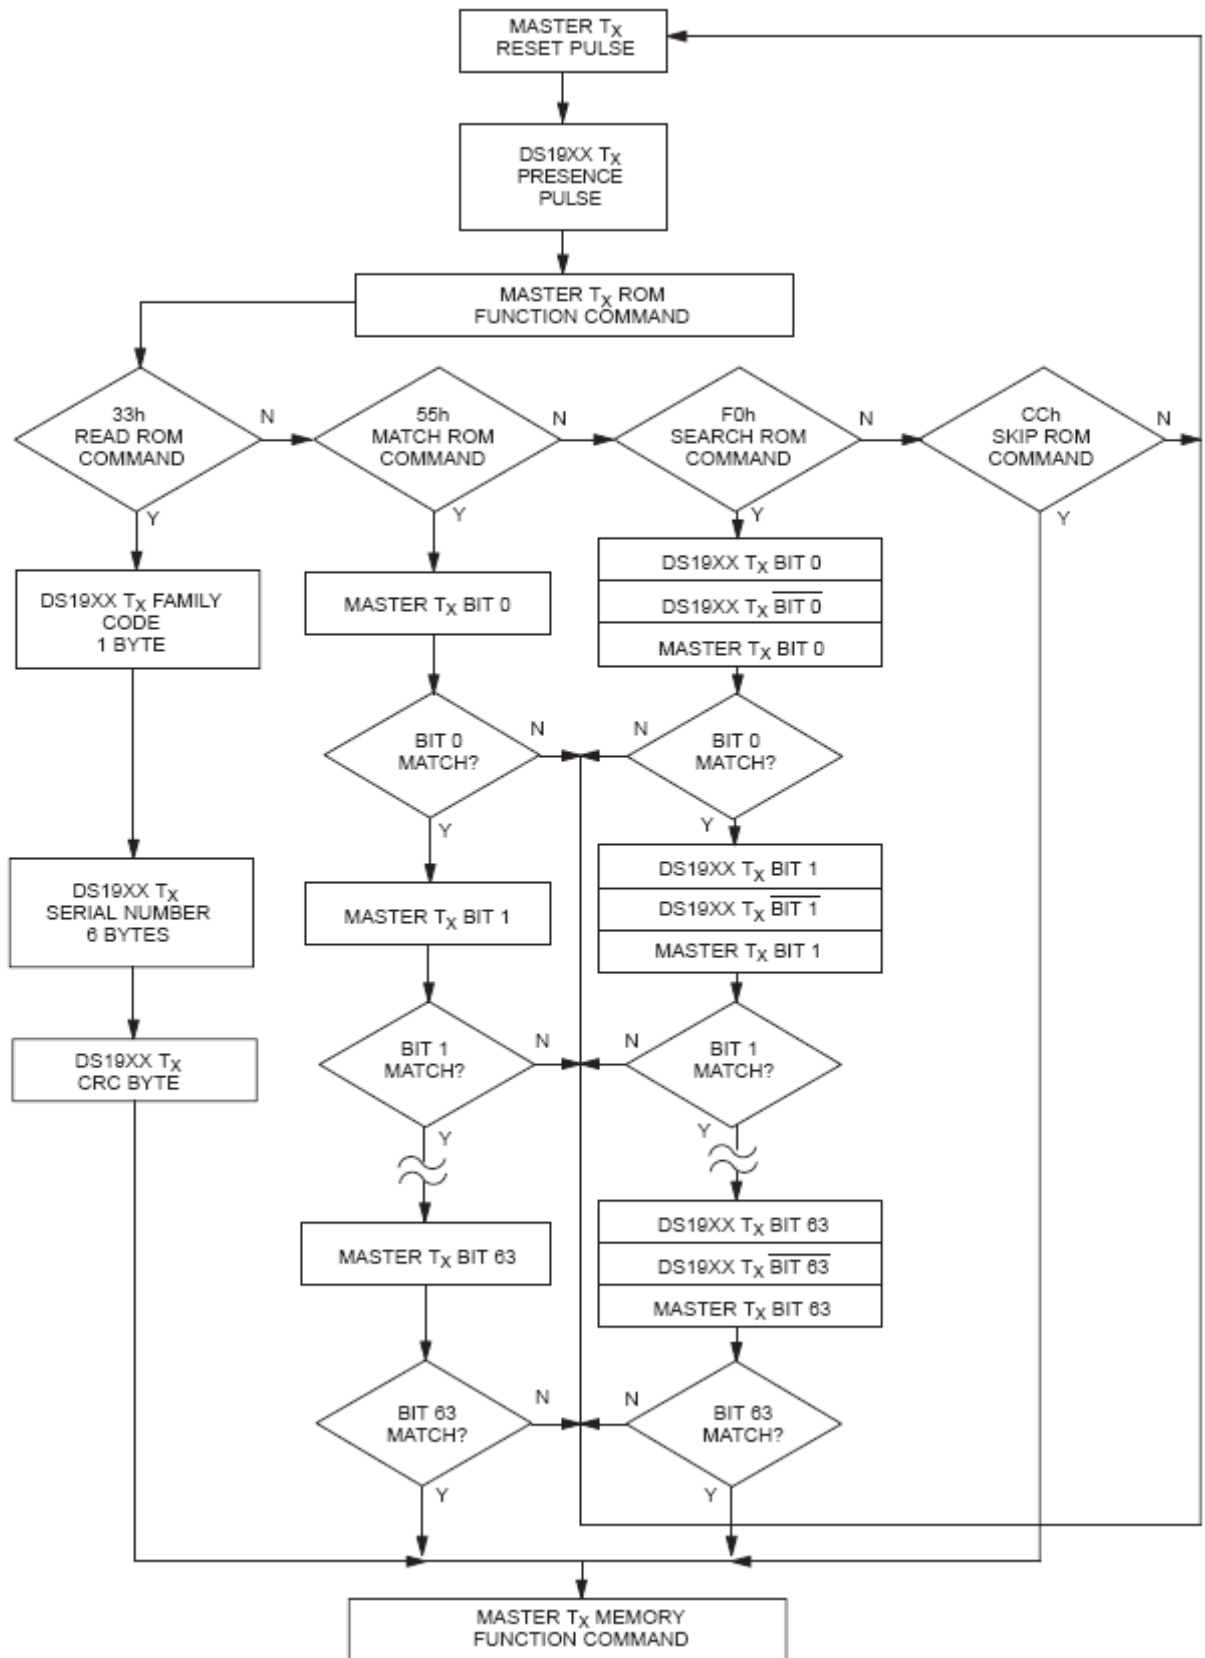 MASTER TX
RESET PULSE
DS19XX TX
PRESENCE
PULSE
MASTER TX ROM
FUNCTION COMMAND
33h
READ ROM
COMMAND
N
Y
55h
MATCH ROM
COMMAND
N
Y
F0h
SEARCH ROM
COMMAND
N
Y
CCh
SKIP ROM
COMMAND
N
Y
DS19XX TX FAMILY
CODE
1 BYTE
DS19XX TX
SERIAL NUMBER
6 BYTES
DS19XX TX
CRC BYTE
MASTER TX BIT 0
BIT 0
MATCH?
N
Y
MASTER TX BIT 1
BIT 1
MATCH?
N
Y
MASTER TX BIT 63
BIT 63
MATCH?
N
Y
DS19XX TX BIT 0
DS19XX TX B̅I̅T̅ ̅0̅
MASTER TX BIT 0
N
BIT 0
MATCH?
Y
DS19XX TX BIT 1
DS19XX TX B̅I̅T̅ ̅1̅
MASTER TX BIT 1
N
BIT 1
MATCH?
Y
DS19XX TX BIT 63
DS19XX TX B̅I̅T̅ ̅6̅3̅
MASTER TX BIT 63
N
BIT 63
MATCH?
Y
MASTER TX MEMORY
FUNCTION COMMAND